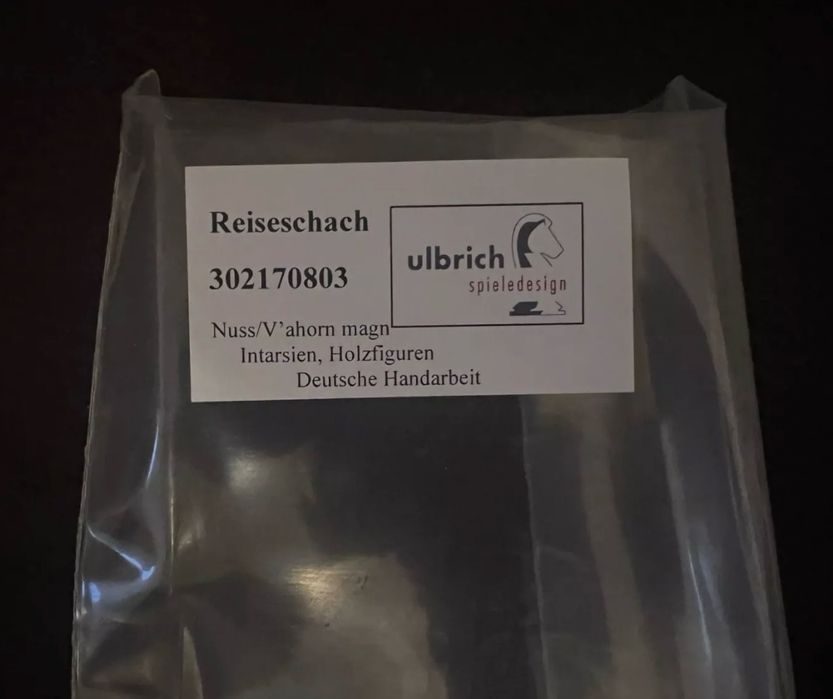 Reiseschach
302170803
ulbrich
spieledesign
Nuss/V'ahorn magn
Intarsien, Holzfiguren
Deutsche Handarbeit